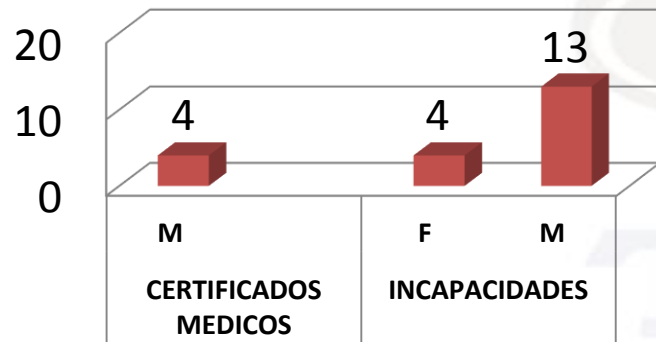 20
10
0
4
4
13
M
F
M
CERTIFICADOS
MEDICOS
INCAPACIDADES